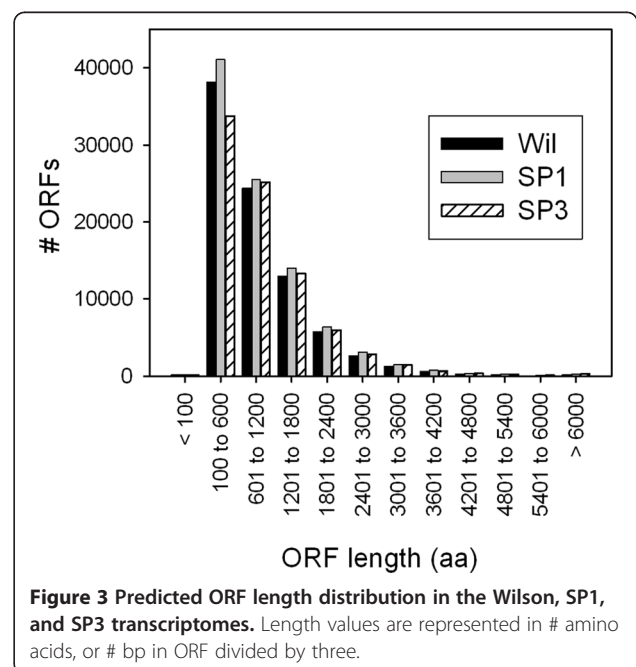 40000
30000
20000
10000
0
# ORFs
Wil
SP1
SP3
< 100
100 to 600
601 to 1200
1201 to 1800
1801 to 2400
2401 to 3000
3001 to 3600
3601 to 4200
4201 to 4800
4801 to 5400
5401 to 6000
> 6000
ORF length (aa)
Figure 3 Predicted ORF length distribution in the Wilson, SP1,
and SP3 transcriptomes. Length values are represented in # amino
acids, or # bp in ORF divided by three.